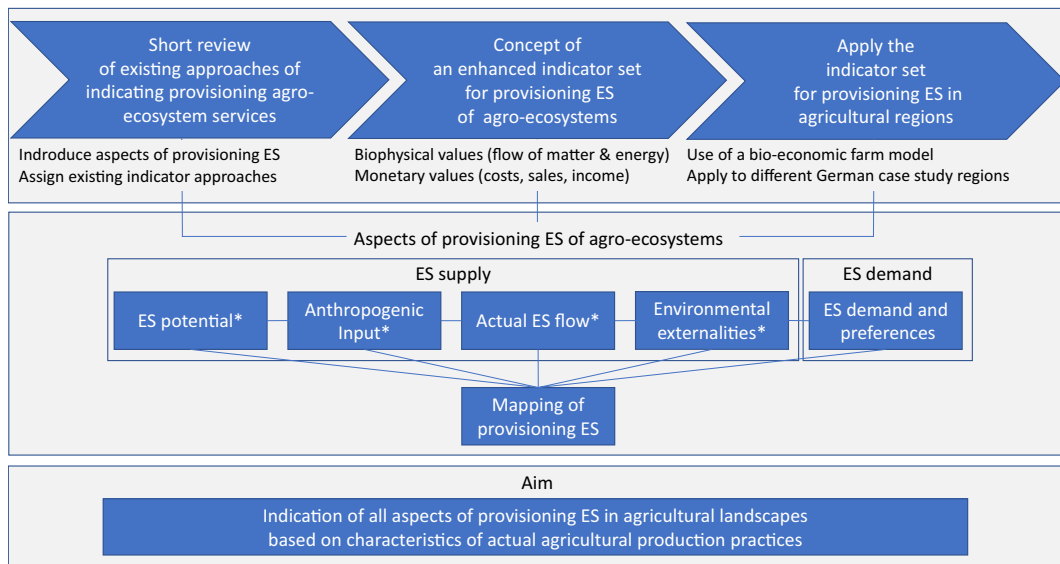 Short review
of existing approaches of
indicating provisioning agro-
ecosystem services
Concept of
an enhanced indicator set
for provisioning ES
of agro-ecosystems
Apply the
indicator set
for provisioning ES in
agricultural regions
Indroduce aspects of provisioning ES
Assign existing indicator approaches
Biophysical values (flow of matter & energy)
Monetary values (costs, sales, income)
Use of a bio-economic farm model
Apply to different German case study regions
Aspects of provisioning ES of agro-ecosystems
ES supply
ES demand
ES potential*
Anthropogenic
Input*
Actual ES flow*
Environmental
externalities*
ES demand and
preferences
Mapping of
provisioning ES
Aim
Indication of all aspects of provisioning ES in agricultural landscapes
based on characteristics of actual agricultural production practices